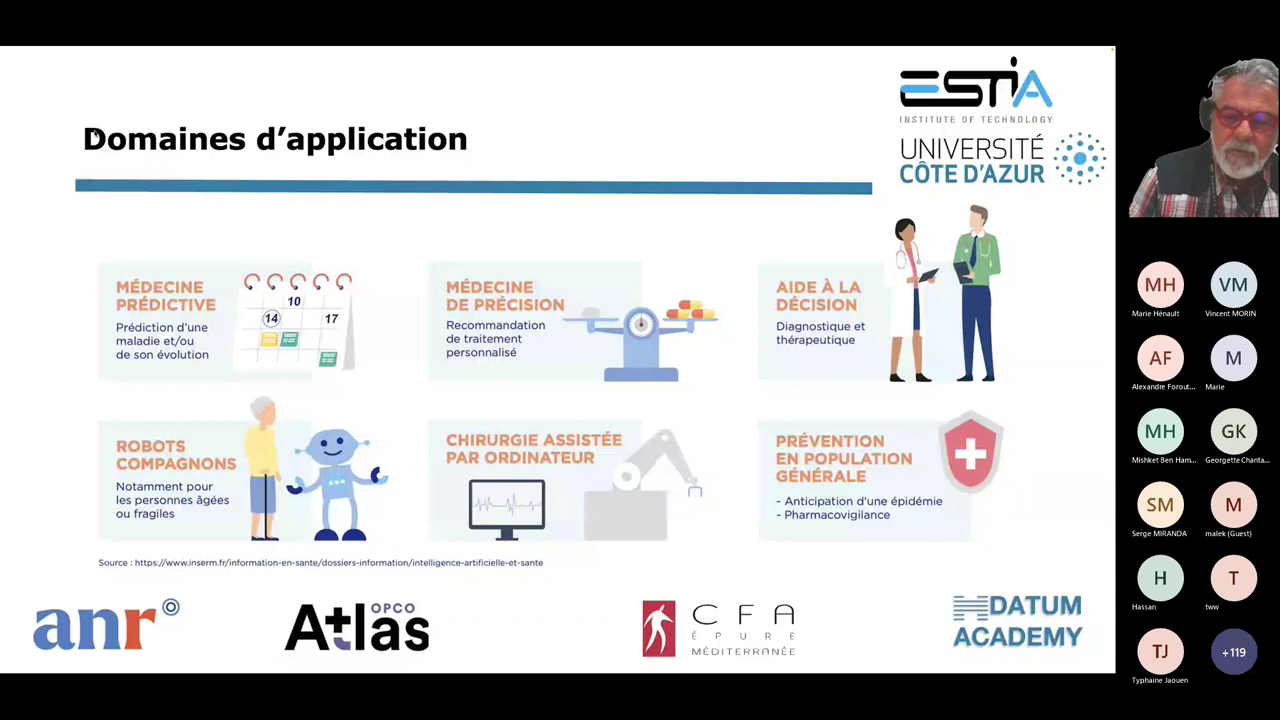 Domaines d'application
ESTIA
INSTITUTE OF TECHNOLOGY
UNIVERSITÉ
CÔTE D'AZUR
MÉDECINE
PRÉDICTIVE
Prédiction d'une
maladie et/ou
de son évolution
10
14
17
MÉDECINE
DE PRÉCISION
Recommandation
de traitement
personnalisé
AIDE À LA
DÉCISION
Diagnostique et
thérapeutique
ROBOTS
COMPAGNONS
Notamment pour
les personnes âgées
ou fragiles
CHIRURGIE ASSISTÉE
PAR ORDINATEUR
PRÉVENTION
EN POPULATION
GÉNÉRALE
- Anticipation d'une épidémie
- Pharmacovigilance
Source : https://www.inserm.fr/information-en-sante/dossiers-information/intelligence-artificielle-et-sante
anr
OPCO
Atlas
CFA
ÉPURE
MÉDITERRANÉE
DATUM
ACADEMY
MH
Marie Hénault
VM
Vincent MORIN
AF
Alexandre Forout...
M
Marie
MH
Mishket Ben Ham...
GK
Georgette Chanta...
SM
Serge MIRANDA
M
malek (Guest)
H
Hassan
T
tww
TJ
Typhaine Jaouen
+119